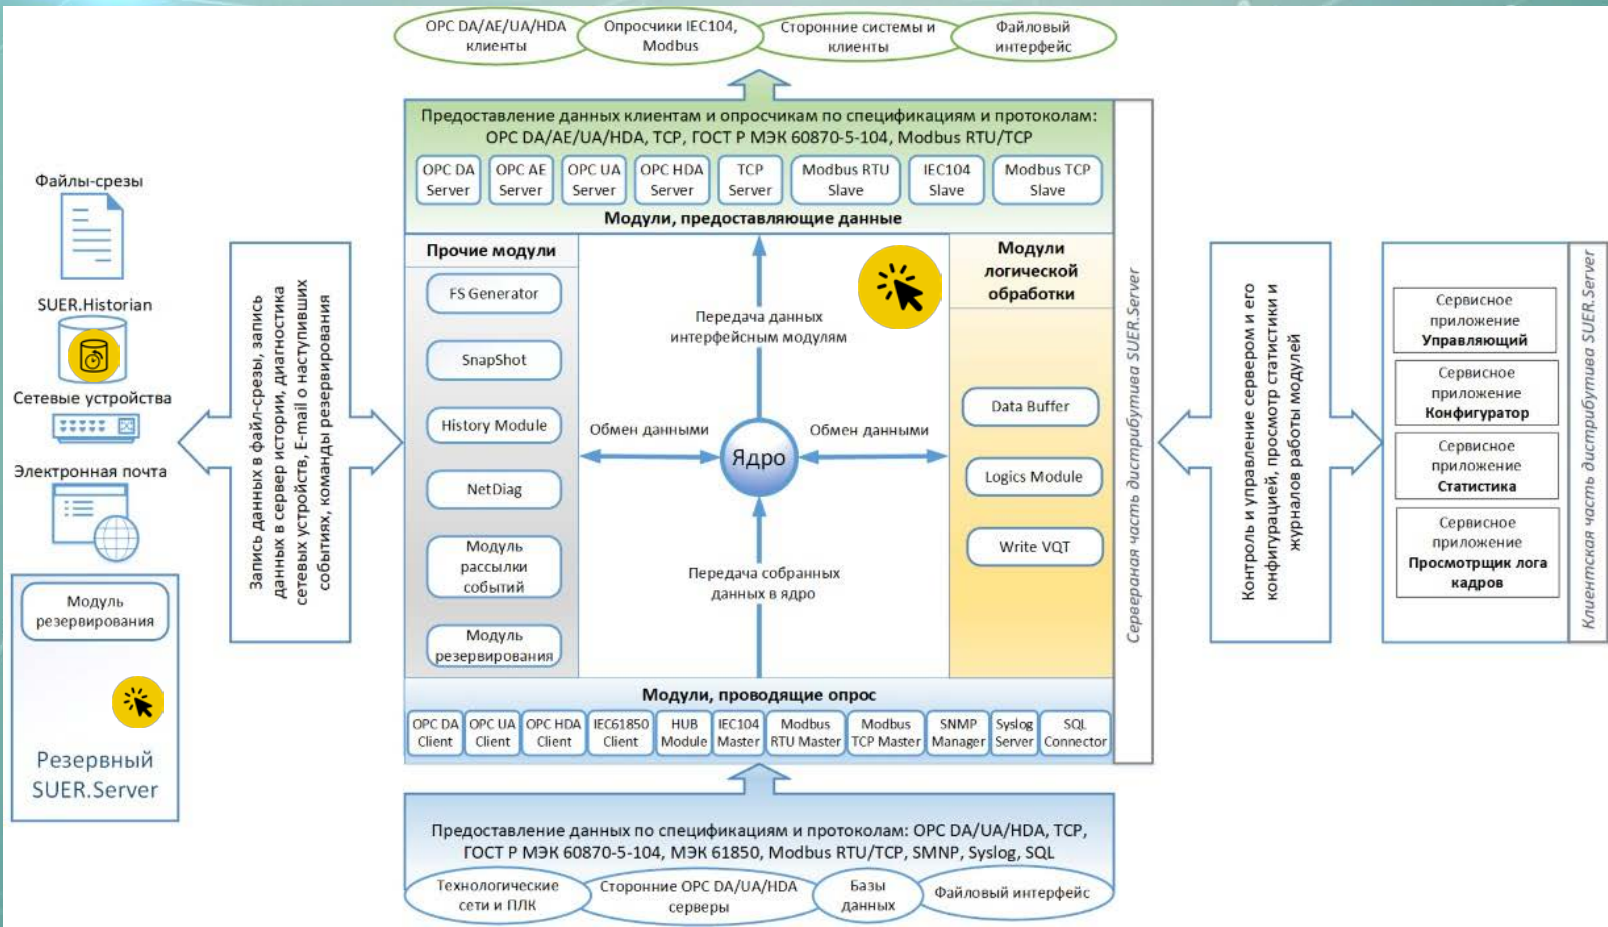 OPC DA/AE/UA/HDA
клиенты
Опросчики IEC104,
Modbus
Сторонние системы и
клиенты
Файловый
интерфейс
Предоставление данных клиентам и опросчикам по спецификациям и протоколам:
OPC DA/AE/UA/HDA, TCP, ГОСТ Р МЭК 60870-5-104, Modbus RTU/TCP
OPC DA
Server
OPC AE
Server
OPC UA
Server
OPC HDA
Server
TCP
Server
Modbus RTU
Slave
IEC104
Slave
Modbus TCP
Slave
Модули, предоставляющие данные
Файлы-срезы
SUER.Historian
Сетевые устройства
Электронная почта
Модуль
резервирования
Резервный
SUER.Server
Запись данных в файл-срезы, запись
данных в сервер истории, диагностика
сетевых устройств, E-mail о наступивших
событиях, команды резервирования
Прочие модули
FS Generator
SnapShot
History Module
NetDiag
Модуль
рассылки
событий
Модуль
резервирования
Передача данных
интерфейсным модулям
Обмен данными
Ядро
Обмен данными
Передача собранных
данных в ядро
Модули
логической
обработки
Data Buffer
Logics Module
Write VQT
Серверная часть дистрибутива SUER.Server
Контроль и управление сервером и его
конфигурацией, просмотр статистики и
журналов работы модулей
Сервисное
приложение
Управляющий
Сервисное
приложение
Конфигуратор
Сервисное
приложение
Статистика
Сервисное
приложение
Просмотрщик лога
кадров
Клиентская часть дистрибутива SUER.Server
Модули, проводящие опрос
OPC DA
Client
OPC UA
Client
OPC HDA
Client
IEC61850
Client
HUB
Module
IEC104
Master
Modbus
RTU Master
Modbus
TCP Master
SNMP
Manager
Syslog
Server
SQL
Connector
Предоставление данных по спецификациям и протоколам: OPC DA/UA/HDA, TCP,
ГОСТ Р МЭК 60870-5-104, МЭК 61850, Modbus RTU/TCP, SMNP, Syslog, SQL
Технологические
сети и ПЛК
Сторонние OPC DA/UA/HDA
серверы
Базы
данных
Файловый интерфейс